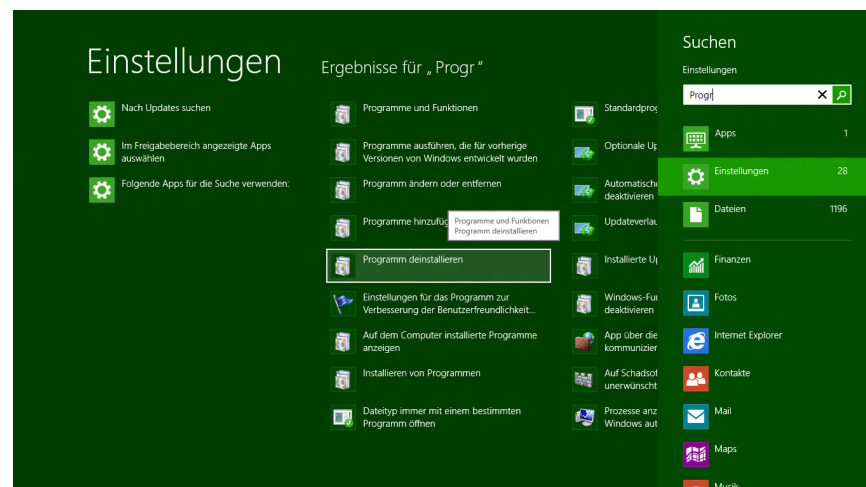 Einstellungen
Nach Updates suchen
Im Freigabebereich angezeigte Apps
auswählen
Folgende Apps für die Suche verwenden:
Ergebnisse für „ Progr “
Programme und Funktionen
Programme ausführen, die für vorherige
Versionen von Windows entwickelt wurden
Programm ändern oder entfernen
Programme hinzufüg
Programme und Funktionen
Programm deinstallieren
Programm deinstallieren
Einstellungen für das Programm zur
Verbesserung der Benutzerfreundlichkeit...
Auf dem Computer installierte Programme
anzeigen
Installieren von Programmen
Dateityp immer mit einem bestimmten
Programm öffnen
Standardprog
Optionale Up
Automatische
deaktivieren
Updateverlau
Installierte Up
Windows-Fun
deaktivieren
App über die
kommunizier
Auf Schadsof
unerwünscht
Prozesse anz
Windows aut
Suchen
Einstellungen
Progr
Apps 1
Einstellungen 28
Dateien 1196
Finanzen
Fotos
Internet Explorer
Kontakte
Mail
Maps
Musik